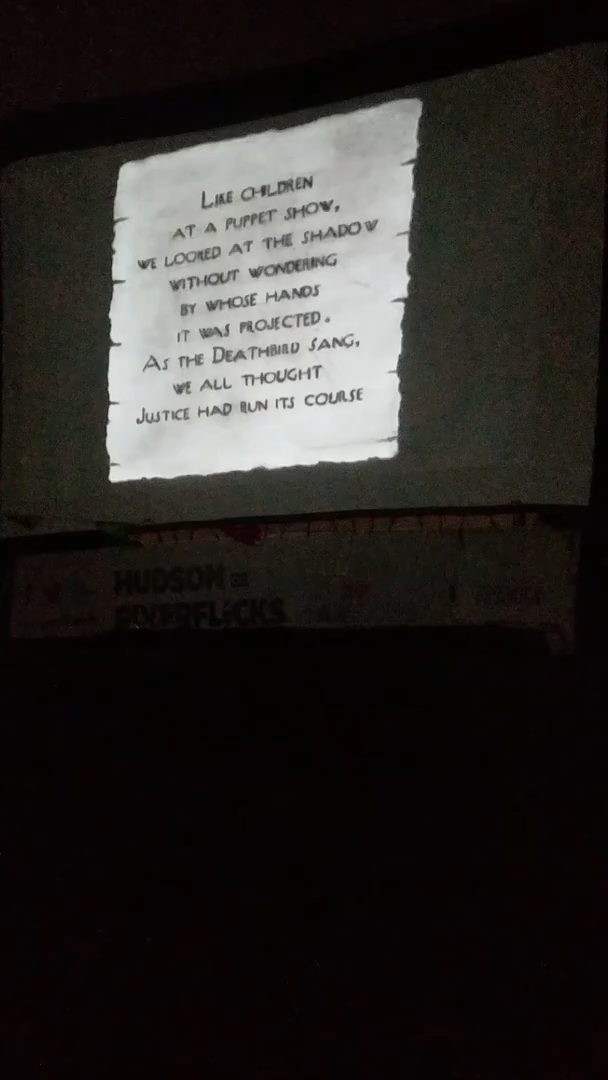 Like children
at a puppet show,
we looked at the shadow
without wondering
by whose hands
it was projected.
As the Deathbird sang,
we all thought
Justice had run its course
HUDSON
RIVERFLICKS